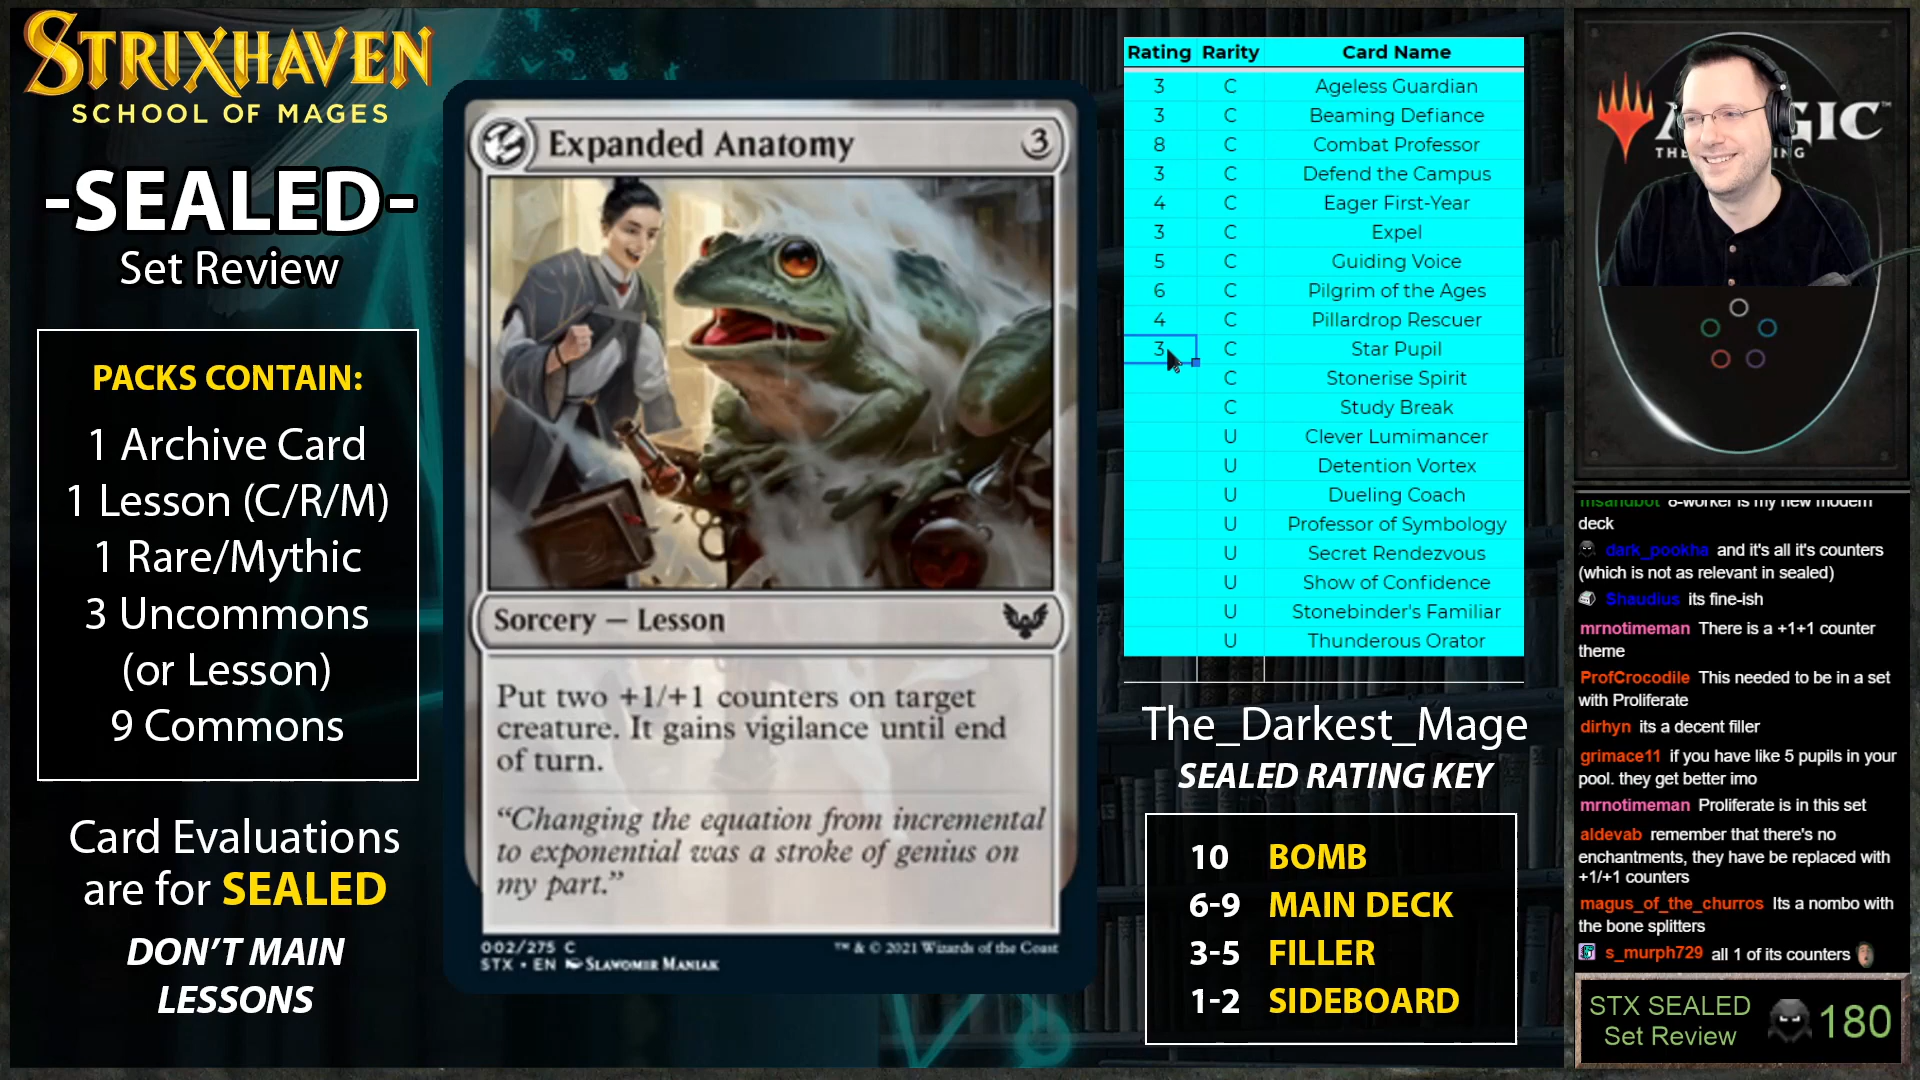 STRIXHAVEN
SCHOOL OF MAGES
-SEALED-
Set Review
PACKS CONTAIN:
1 Archive Card
1 Lesson (C/R/M)
1 Rare/Mythic
3 Uncommons
(or Lesson)
9 Commons
Card Evaluations
are for SEALED
DON'T MAIN
LESSONS
Expanded Anatomy 3
Sorcery — Lesson
Put two +1/+1 counters on target
creature. It gains vigilance until end
of turn.
“Changing the equation from incremental
to exponential was a stroke of genius on
my part.”
002/275 C
STX • EN SLAWOMIR MANIAK
™ & © 2021 Wizards of the Coast
Rating Rarity Card Name
3 C Ageless Guardian
3 C Beaming Defiance
8 C Combat Professor
3 C Defend the Campus
4 C Eager First-Year
3 C Expel
5 C Guiding Voice
6 C Pilgrim of the Ages
4 C Pillardrop Rescuer
3 C Star Pupil
C Stonerise Spirit
C Study Break
U Clever Lumimancer
U Detention Vortex
U Dueling Coach
U Professor of Symbology
U Secret Rendezvous
U Show of Confidence
U Stonebinder's Familiar
U Thunderous Orator
The_Darkest_Mage
SEALED RATING KEY
10 BOMB
6-9 MAIN DECK
3-5 FILLER
1-2 SIDEBOARD
8-worker is my new modern
deck
dark_pookha and it's all it's counters
(which is not as relevant in sealed)
Shaudius its fine-ish
mrnotimeman There is a +1+1 counter
theme
ProfCrocodile This needed to be in a set
with Proliferate
dirhyn its a decent filler
grimace11 if you have like 5 pupils in your
pool. they get better imo
mrnotimeman Proliferate is in this set
aldevab remember that there's no
enchantments, they have be replaced with
+1/+1 counters
magus_of_the_churros Its a nombo with
the bone splitters
s_murph729 all 1 of its counters
STX SEALED
Set Review
180